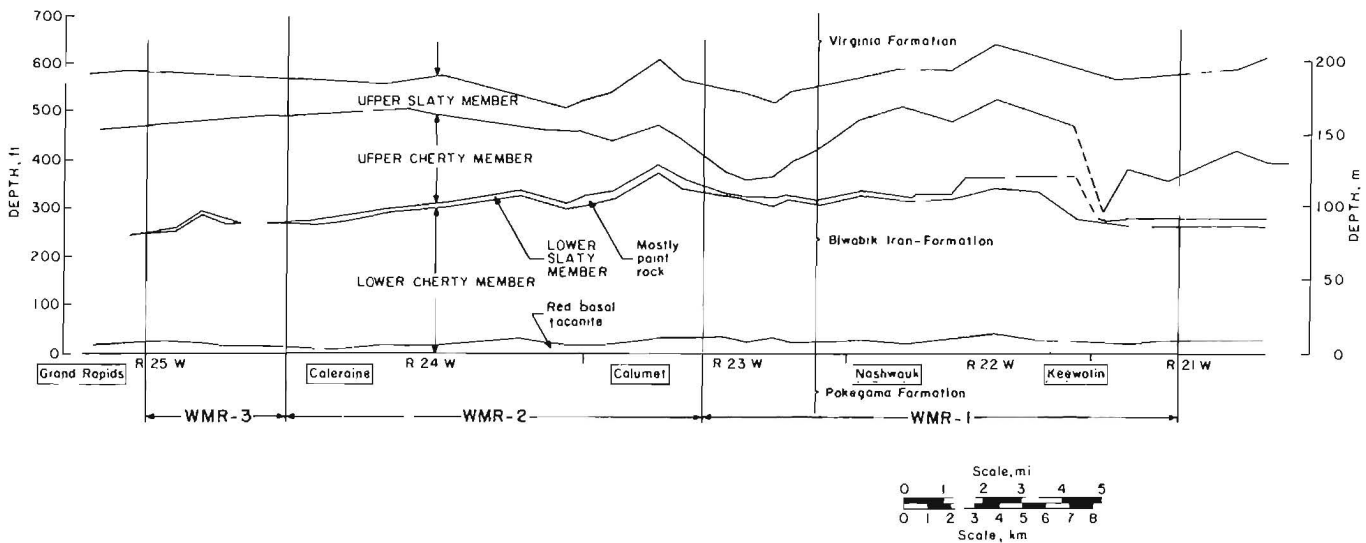 700
600
500
400
300
200
100
0
DEPTH, ft
200
150
100
50
0
DEPTH, m
Virginia Formation
UPPER SLATY MEMBER
UPPER CHERTY MEMBER
LOWER
SLATY
MEMBER
Mostly
paint
rock
Biwabik Iran-Formation
LOWER CHERTY MEMBER
Red basal
taconite
R 25 W
R 24 W
R 23 W
R 22 W
R 21 W
Grand Rapids
Coleraine
Calumet
Nashwauk
Keewatin
Pokegama Formation
WMR-3
WMR-2
WMR-1
Scale, mi
0 1 2 3 4 5
0 1 2 3 4 5 6 7 8
Scale, km